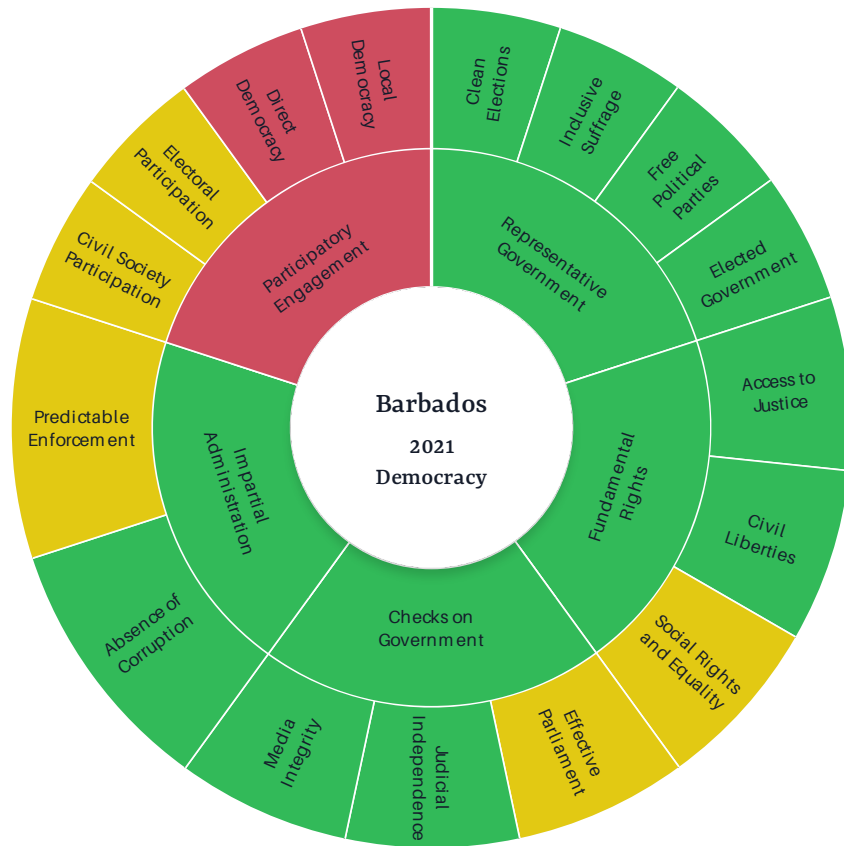 Barbados
2021
Democracy
Representative
Government
Clean
Elections
Inclusive
Suffrage
Free
Political
Parties
Elected
Government
Fundamental
Rights
Access to
Justice
Civil
Liberties
Social Rights
and Equality
Checks on
Government
Effective
Parliament
Judicial
Independence
Media
Integrity
Impartial
Administration
Absence of
Corruption
Predictable
Enforcement
Participatory
Engagement
Civil Society
Participation
Electoral
Participation
Direct
Democracy
Local
Democracy